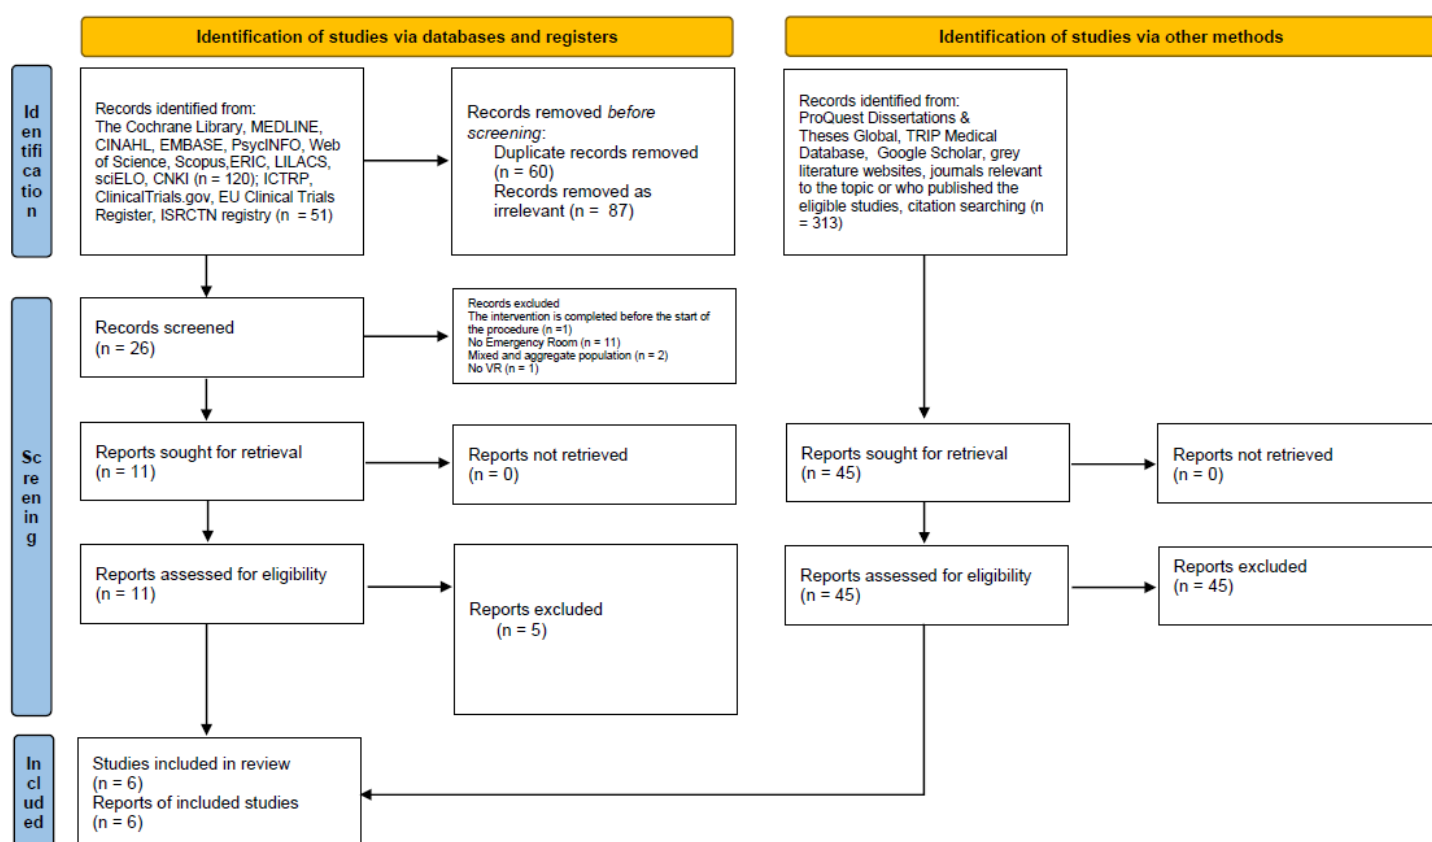 Identification of studies via databases and registers
Identification of studies via other methods
Id
en
tifi
ca
tio
n
Records identified from:
The Cochrane Library, MEDLINE,
CINAHL, EMBASE, PsycINFO, Web
of Science, Scopus,ERIC, LILACS,
sciELO, CNKI (n = 120); ICTRP,
ClinicalTrials.gov, EU Clinical Trials
Register, ISRCTN registry (n = 51)
Records removed before
screening:
Duplicate records removed
(n = 60)
Records removed as
irrelevant (n = 87)
Records identified from:
ProQuest Dissertations &
Theses Global, TRIP Medical
Database, Google Scholar, grey
literature websites, journals relevant
to the topic or who published the
eligible studies, citation searching (n
= 313)
Sc
re
en
in
g
Records screened
(n = 26)
Records excluded
The intervention is completed before the start of
the procedure (n =1)
No Emergency Room (n = 11)
Mixed and aggregate population (n = 2)
No VR (n = 1)
Reports sought for retrieval
(n = 11)
Reports not retrieved
(n = 0)
Reports sought for retrieval
(n = 45)
Reports not retrieved
(n = 0)
Reports assessed for eligibility
(n = 11)
Reports excluded
(n = 5)
Reports assessed for eligibility
(n = 45)
Reports excluded
(n = 45)
In
cl
ud
ed
Studies included in review
(n = 6)
Reports of included studies
(n = 6)